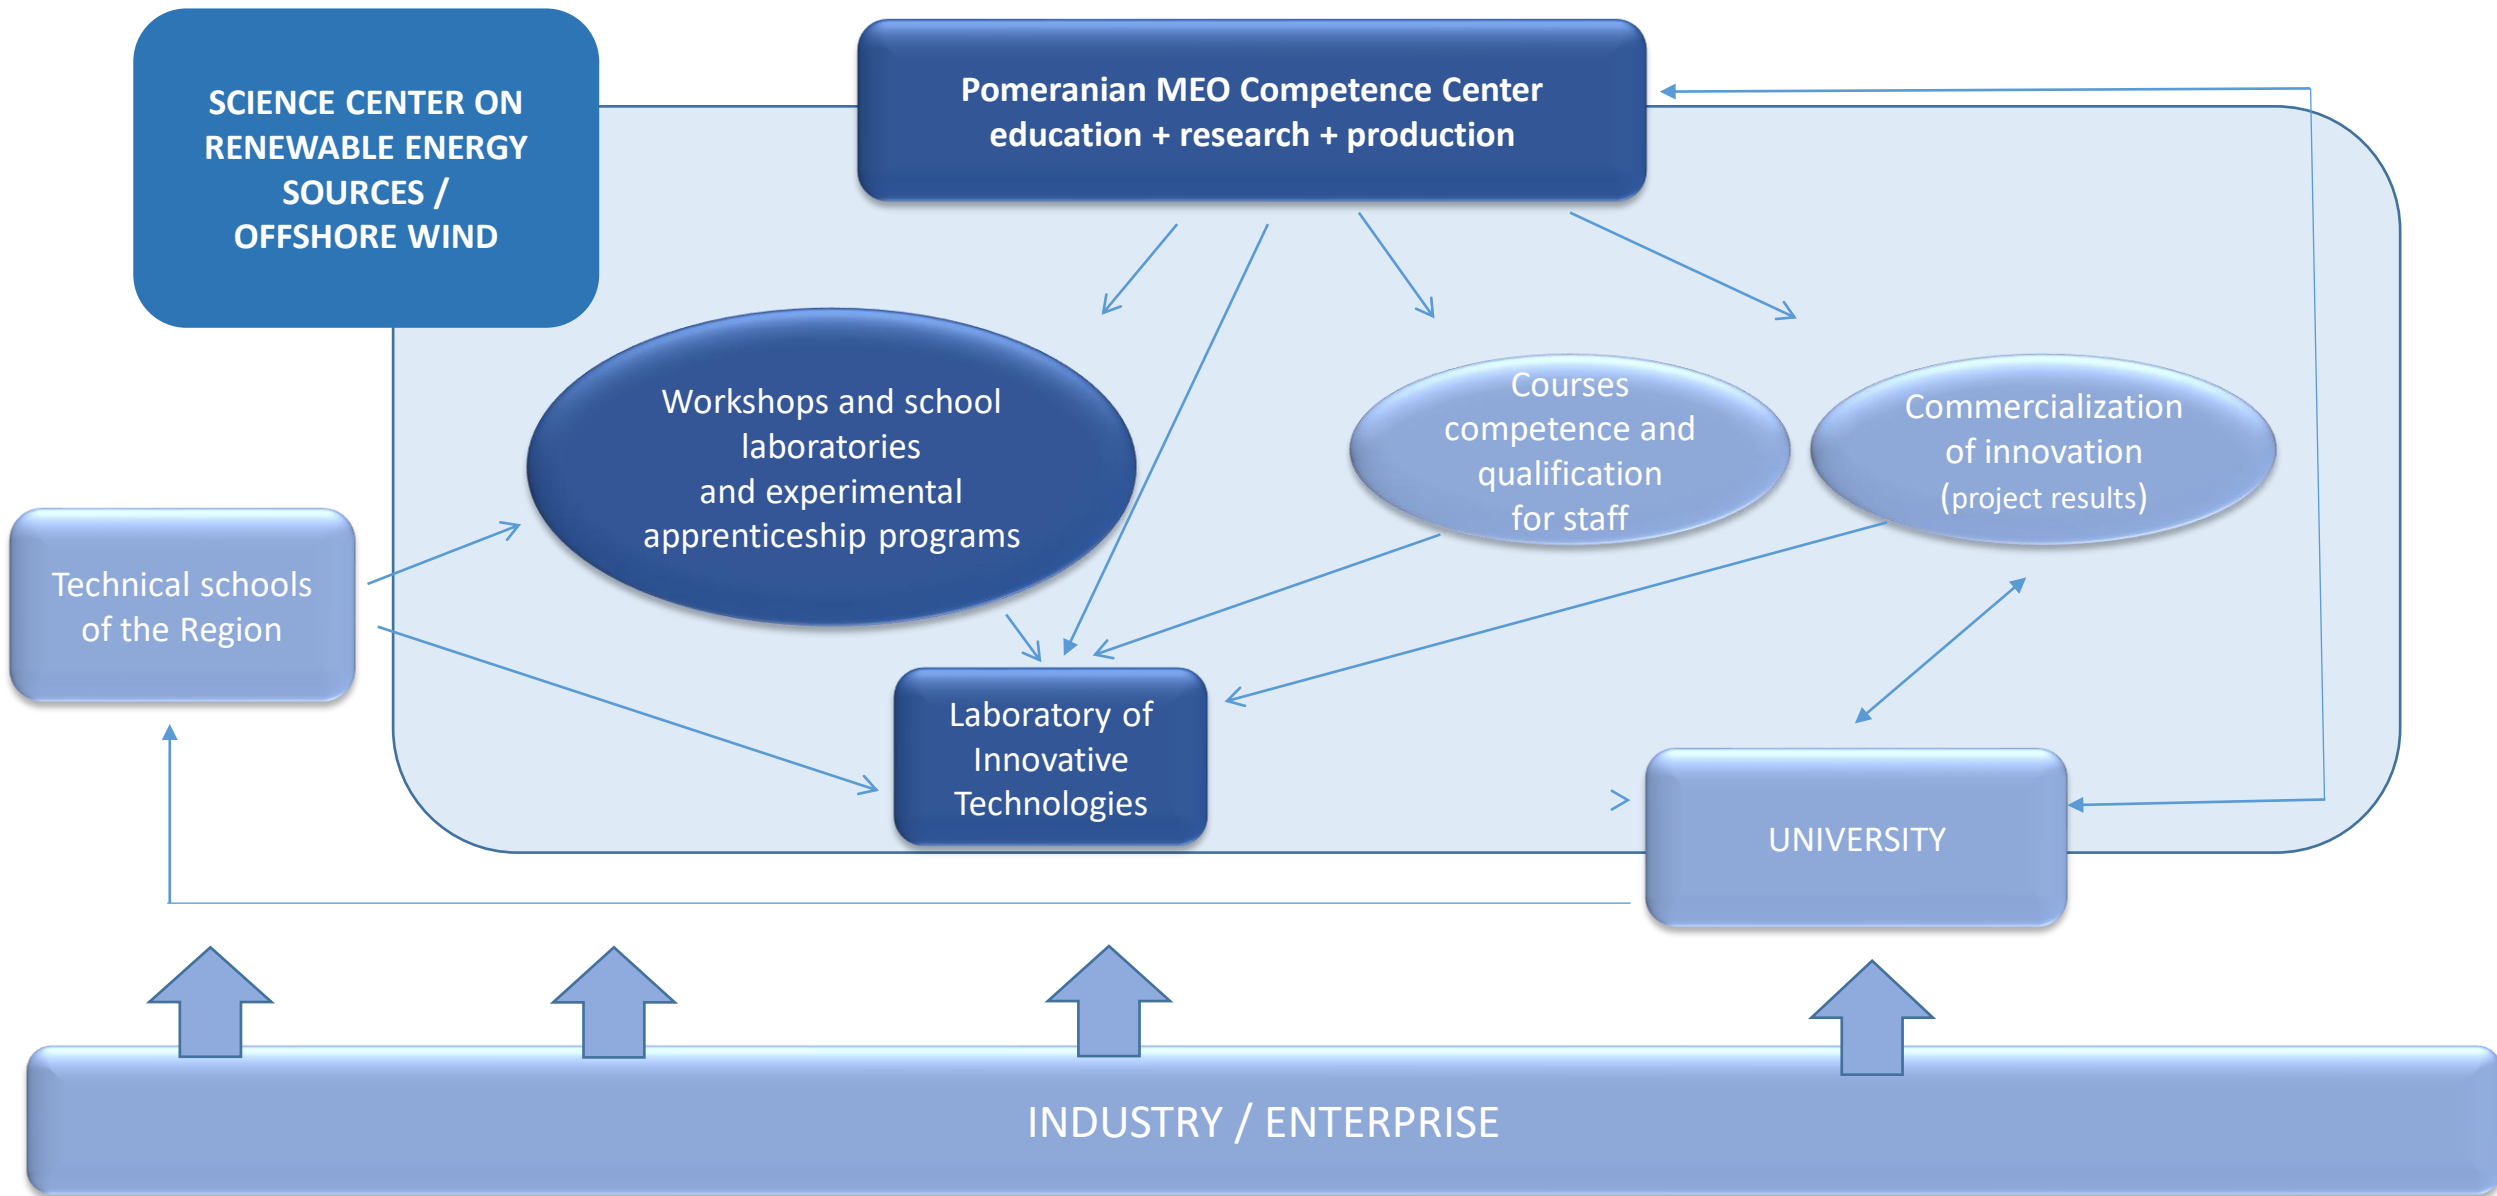 SCIENCE CENTER ON
RENEWABLE ENERGY
SOURCES /
OFFSHORE WIND
Pomeranian MEO Competence Center
education + research + production
Workshops and school
laboratories
and experimental
apprenticeship programs
Courses
competence and
qualification
for staff
Commercialization
of innovation
(project results)
Technical schools
of the Region
Laboratory of
Innovative
Technologies
UNIVERSITY
INDUSTRY / ENTERPRISE